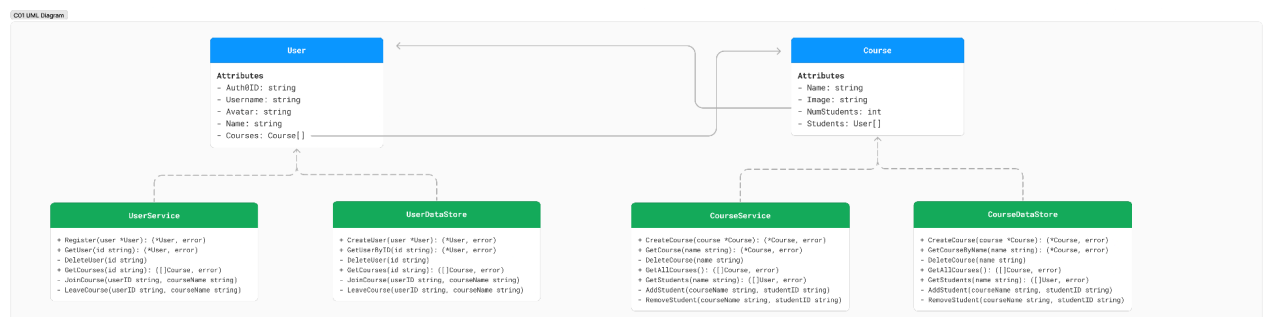 C01 UML Diagram
User
Attributes
- Auth0ID: string
- Username: string
- Avatar: string
- Name: string
- Courses: Course[]
Course
Attributes
- Name: string
- Image: string
- NumStudents: int
- Students: User[]
UserService
+ Register(user *User): (*User, error)
+ GetUser(id string): (*User, error)
- DeleteUser(id string)
+ GetCourses(id string): ([]Course, error)
- JoinCourse(userID string, courseName string)
- LeaveCourse(userID string, courseName string)
UserDataStore
+ CreateUser(user *User): (*User, error)
+ GetUserByID(id string): (*User, error)
- DeleteUser(id string)
+ GetCourses(id string): ([]Course, error)
- JoinCourse(userID string, courseName string)
- LeaveCourse(userID string, courseName string)
CourseService
+ CreateCourse(course *Course): (*Course, error)
+ GetCourse(name string): (*Course, error)
- DeleteCourse(name string)
+ GetAllCourses(): ([]Course, error)
+ GetStudents(name string): ([]User, error)
- AddStudent(courseName string, studentID string)
- RemoveStudent(courseName string, studentID string)
CourseDataStore
+ CreateCourse(course *Course): (*Course, error)
+ GetCourseByName(name string): (*Course, error)
- DeleteCourse(name string)
+ GetAllCourses(): ([]Course, error)
+ GetStudents(name string): ([]User, error)
- AddStudent(courseName string, studentID string)
- RemoveStudent(courseName string, studentID string)